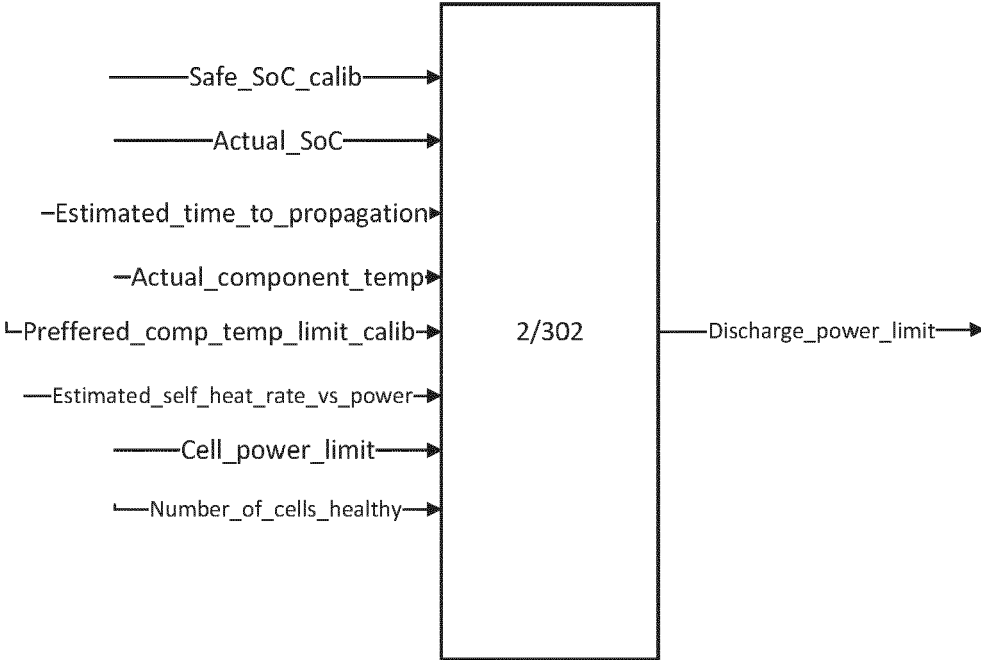 Safe_SoC_calib
Actual_SoC
Estimated_time_to_propagation
Actual_component_temp
Preffered_comp_temp_limit_calib
Estimated_self_heat_rate_vs_power
Cell_power_limit
Number_of_cells_healthy
2/302
Discharge_power_limit